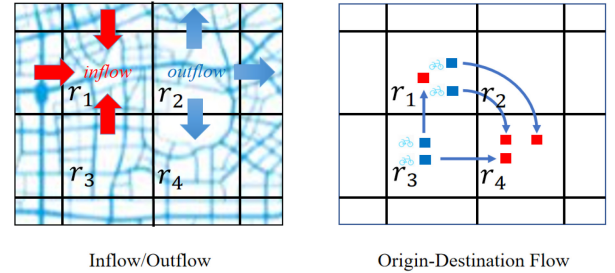 inflow
outflow
r₁
r₂
r₃
r₄
r₁
r₂
r₃
r₄
Inflow/Outflow
Origin-Destination Flow